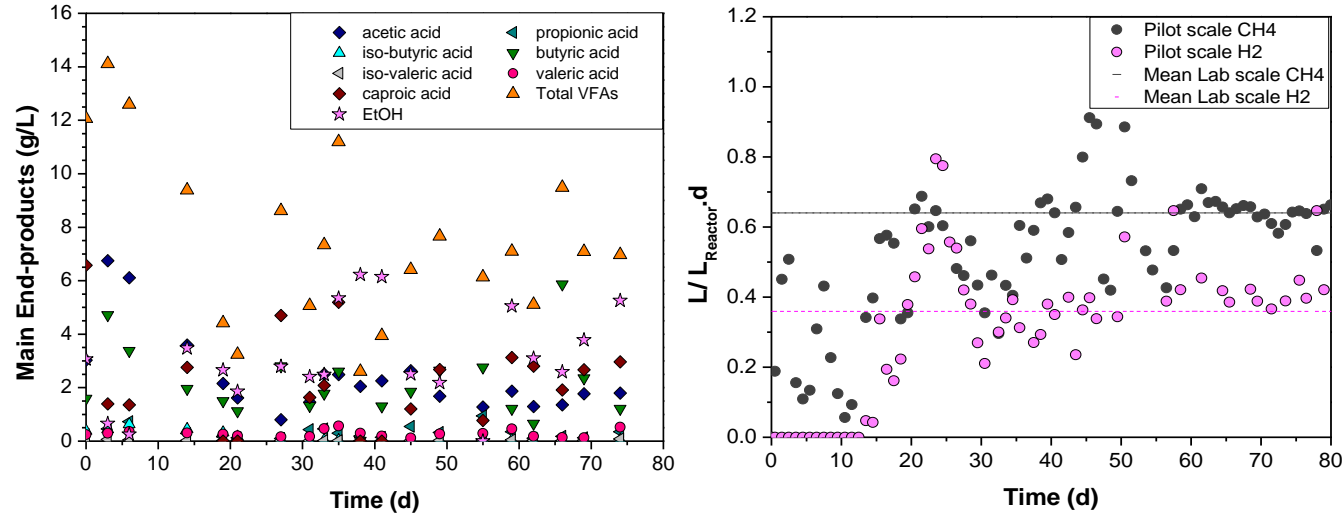 16
14
12
10
8
6
4
2
0
0
10
20
30
40
50
60
70
80
Main End-products (g/L)
Time (d)
acetic acid
propionic acid
iso-butyric acid
butyric acid
iso-valeric acid
valeric acid
caproic acid
Total VFAs
EtOH
1.2
1.0
0.8
0.6
0.4
0.2
0.0
0
10
20
30
40
50
60
70
80
L/ LReactor.d
Time (d)
Pilot scale CH4
Pilot scale H2
Mean Lab scale CH4
Mean Lab scale H2